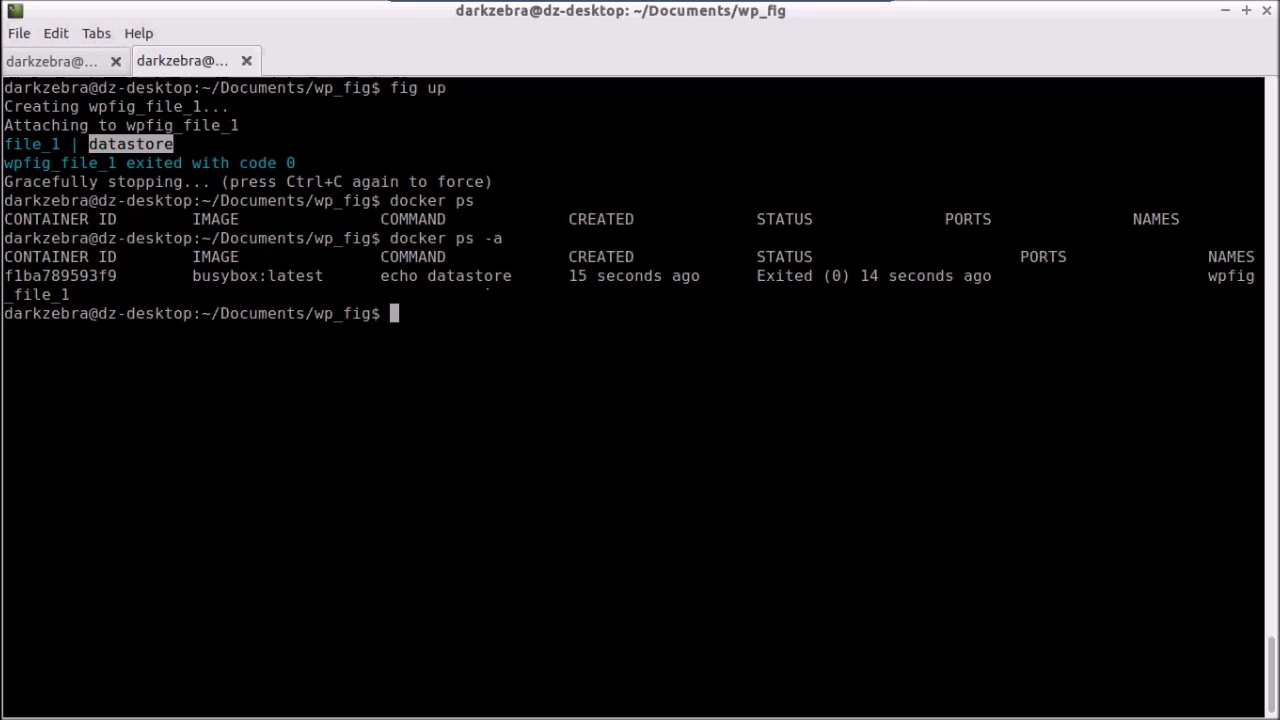 darkzebra@dz-desktop: ~/Documents/wp_fig
File Edit Tabs Help
darkzebra@... darkzebra@...
darkzebra@dz-desktop:~/Documents/wp_fig$ fig up
Creating wpfig_file_1...
Attaching to wpfig_file_1
file_1 | datastore
wpfig_file_1 exited with code 0
Gracefully stopping... (press Ctrl+C again to force)
darkzebra@dz-desktop:~/Documents/wp_fig$ docker ps
CONTAINER ID IMAGE COMMAND CREATED STATUS PORTS NAMES
darkzebra@dz-desktop:~/Documents/wp_fig$ docker ps -a
CONTAINER ID IMAGE COMMAND CREATED STATUS PORTS NAMES
f1ba789593f9 busybox:latest echo datastore 15 seconds ago Exited (0) 14 seconds ago wpfig
_file_1
darkzebra@dz-desktop:~/Documents/wp_fig$